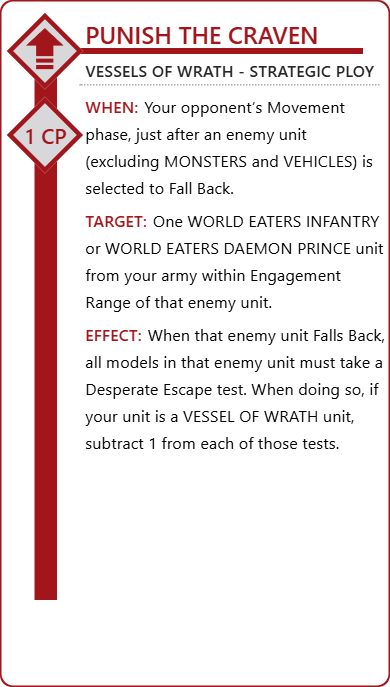 PUNISH THE CRAVEN
VESSELS OF WRATH - STRATEGIC PLOY
1 CP
WHEN: Your opponent's Movement
phase, just after an enemy unit
(excluding MONSTERS and VEHICLES) is
selected to Fall Back.
TARGET: One WORLD EATERS INFANTRY
or WORLD EATERS DAEMON PRINCE unit
from your army within Engagement
Range of that enemy unit.
EFFECT: When that enemy unit Falls Back,
all models in that enemy unit must take a
Desperate Escape test. When doing so, if
your unit is a VESSEL OF WRATH unit,
subtract 1 from each of those tests.